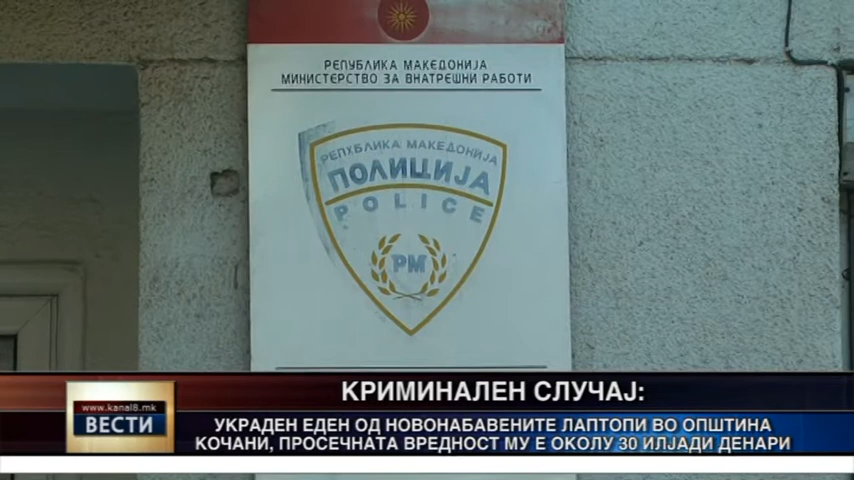 РЕПУБЛИКА МАКЕДОНИЈА
МИНИСТЕРСТВО ЗА ВНАТРЕШНИ РАБОТИ
РЕПУБЛИКА МАКЕДОНИЈА
ПОЛИЦИЈА
POLICE
РМ
КРИМИНАЛЕН СЛУЧАЈ:
www.kanal8.mk
ВЕСТИ
УКРАДЕН ЕДЕН ОД НОВОНАБАВЕНИТЕ ЛАПТОПИ ВО ОПШТИНА
КОЧАНИ, ПРОСЕЧНАТА ВРЕДНОСТ МУ Е ОКОЛУ 30 ИЛЈАДИ ДЕНАРИ